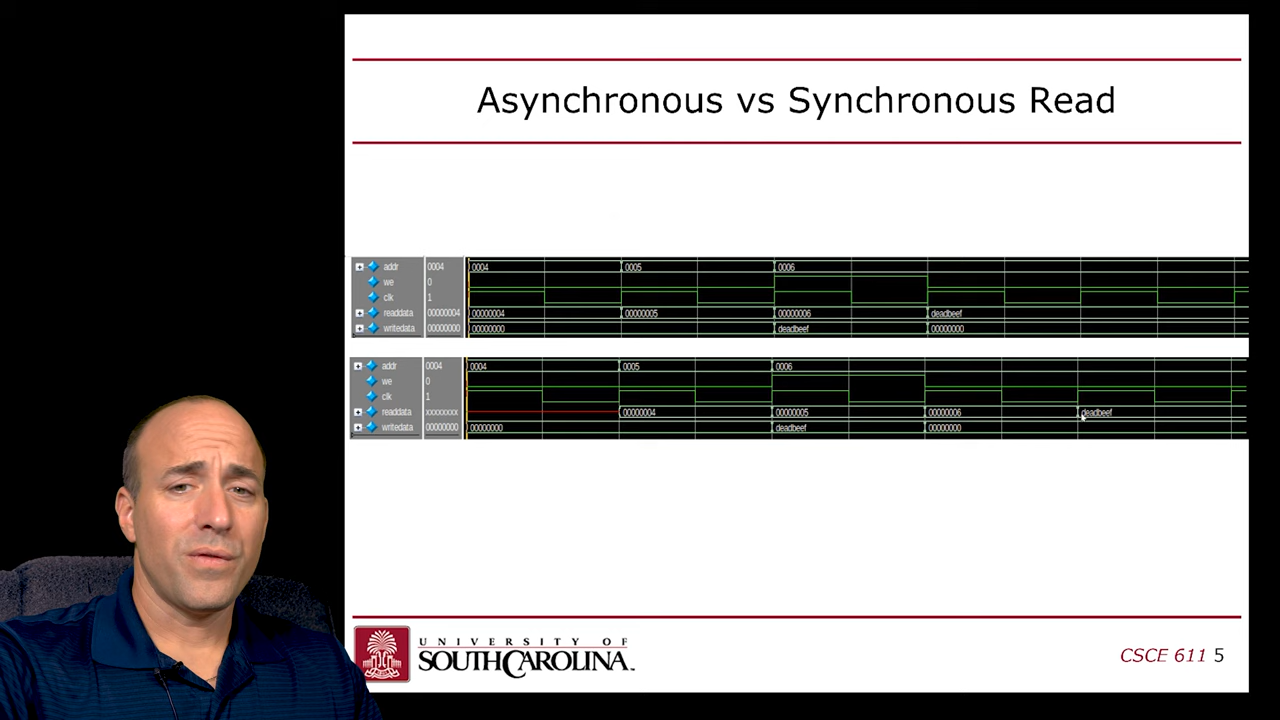 Asynchronous vs Synchronous Read
addr 0004 0004 0005 0006
we 0
clk 1
readdata 00000004 00000004 00000005 00000006 deadbeef
writedata 00000000 00000000 deadbeef 00000000
addr 0004 0004 0005 0006
we 0
clk 1
readdata xxxxxxxx 00000004 00000005 00000006 deadbeef
writedata 00000000 00000000 deadbeef 00000000
UNIVERSITY OF
SOUTH CAROLINA
CSCE 611 5